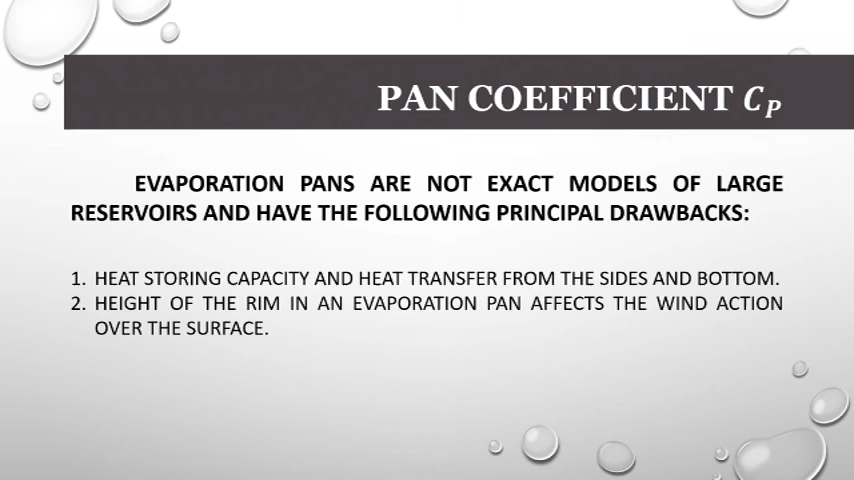 PAN COEFFICIENT C_P
EVAPORATION PANS ARE NOT EXACT MODELS OF LARGE
RESERVOIRS AND HAVE THE FOLLOWING PRINCIPAL DRAWBACKS:
1. HEAT STORING CAPACITY AND HEAT TRANSFER FROM THE SIDES AND BOTTOM.
2. HEIGHT OF THE RIM IN AN EVAPORATION PAN AFFECTS THE WIND ACTION
OVER THE SURFACE.